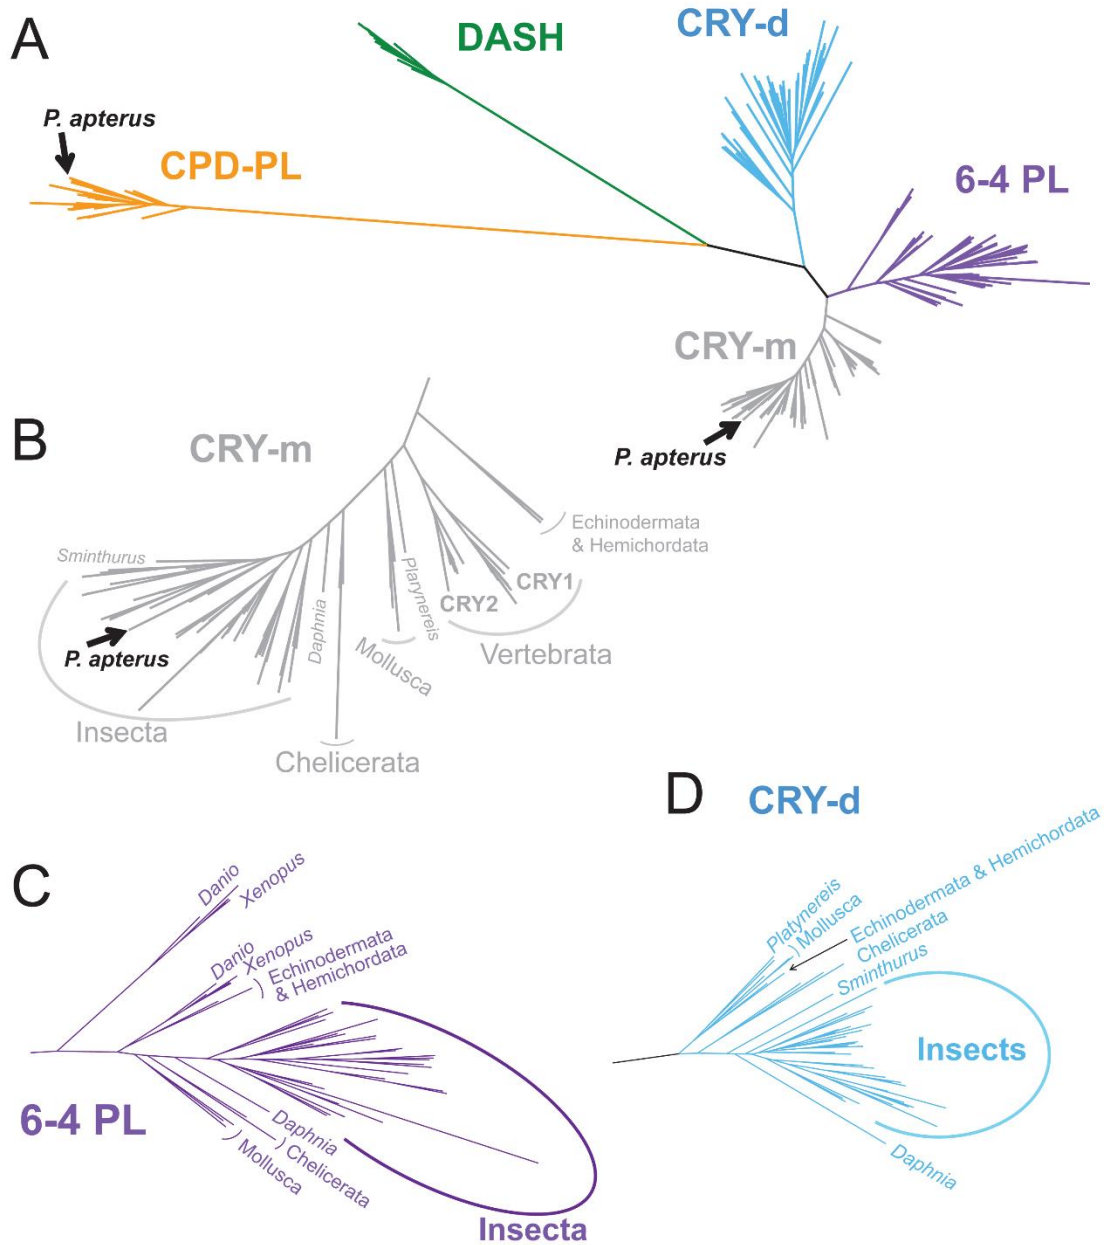 A
DASH
CRY-d
P. apterus
CPD-PL
6-4 PL
CRY-m
P. apterus
B
CRY-m
Echinodermata
& Hemichordata
Sminthurus
Platynereis
CRY1
CRY2
Daphnia
P. apterus
Mollusca
Vertebrata
Insecta
Chelicerata
D
CRY-d
C
Danio
Xenopus
Danio
Xenopus
Echinodermata
& Hemichordata
6-4 PL
Daphnia
Chelicerata
Mollusca
Insecta
Platynereis
Mollusca
Echinodermata & Hemichordata
Chelicerata
Sminthurus
Insects
Daphnia